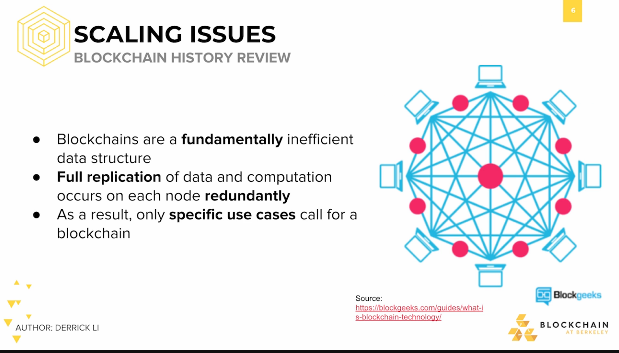 6
SCALING ISSUES
BLOCKCHAIN HISTORY REVIEW
● Blockchains are a fundamentally inefficient
data structure
● Full replication of data and computation
occurs on each node redundantly
● As a result, only specific use cases call for a
blockchain
Source:
https://blockgeeks.com/guides/what-i
s-blockchain-technology/
bg Blockgeeks
AUTHOR: DERRICK LI
BLOCKCHAIN
AT BERKELEY